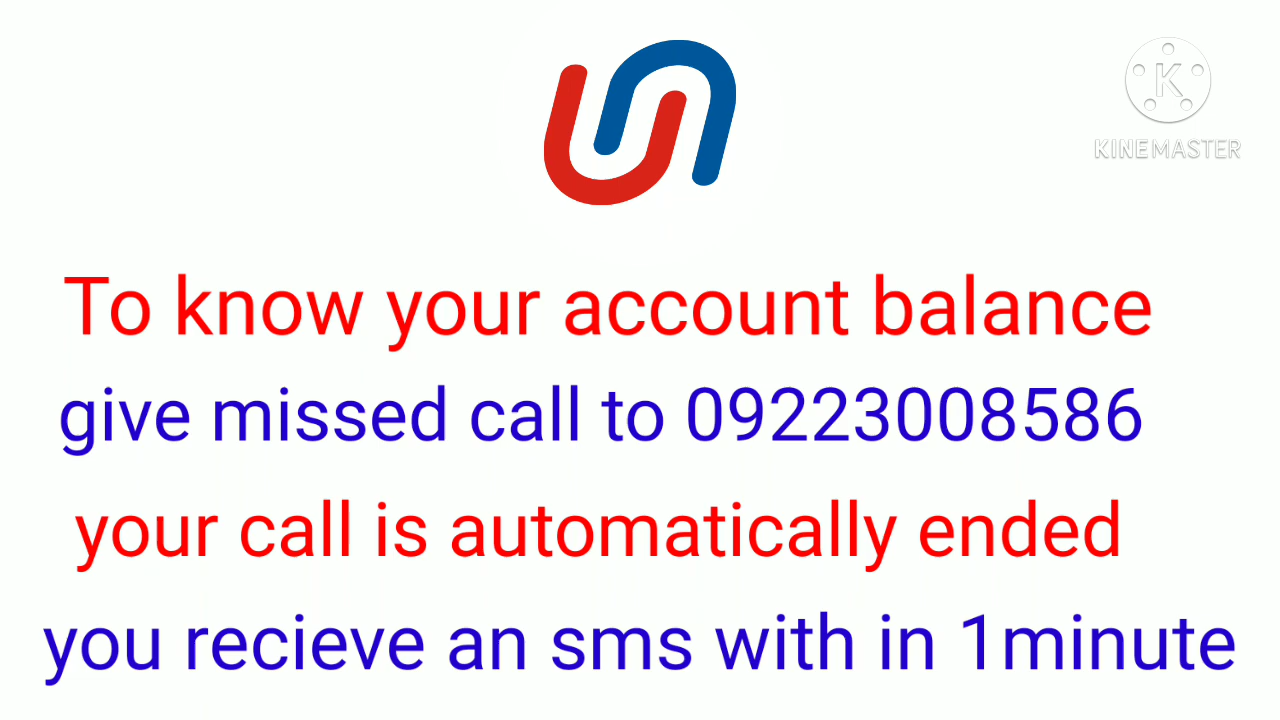 K
KINEMASTER
To know your account balance
give missed call to 09223008586
your call is automatically ended
you recieve an sms with in 1minute